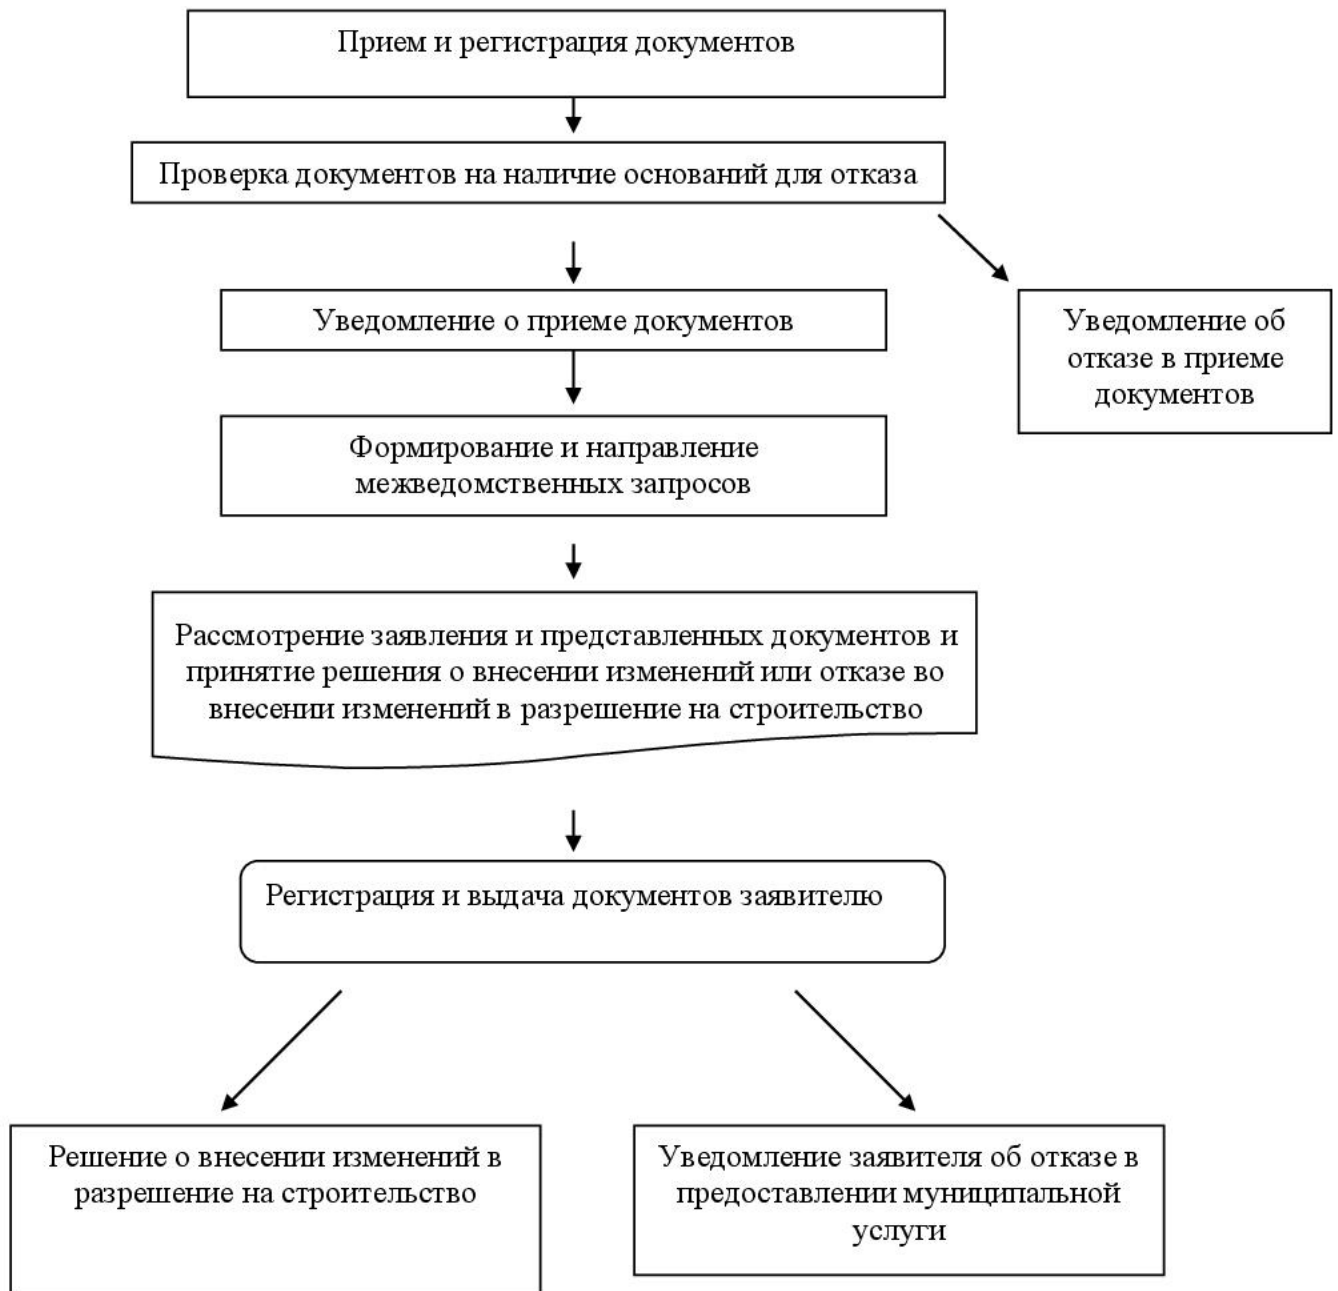 Прием и регистрация документов
Проверка документов на наличие оснований для отказа
Уведомление о приеме документов
Уведомление об
отказе в приеме
документов
Формирование и направление
межведомственных запросов
Рассмотрение заявления и представленных документов и
принятие решения о внесении изменений или отказе во
внесении изменений в разрешение на строительство
Регистрация и выдача документов заявителю
Решение о внесении изменений в
разрешение на строительство
Уведомление заявителя об отказе в
предоставлении муниципальной
услуги